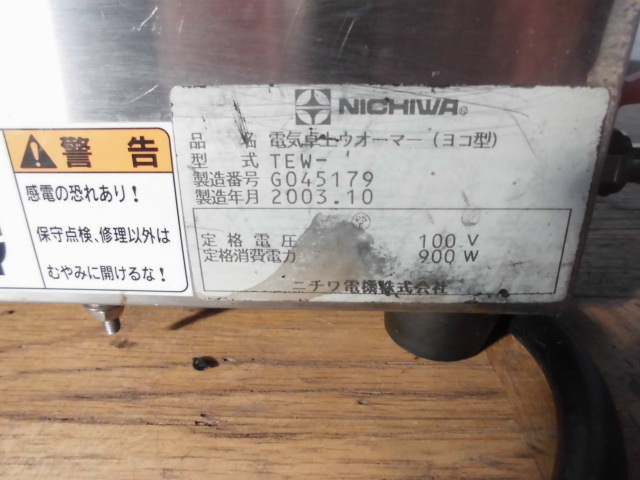 NICHIWA
品 名 電気卓上ウオーマー(ヨコ型)
型 式 TEW-
製造番号 G045179
製造年月 2003.10
定格電圧 100 V
定格消費電力 900 W
ニチワ電機株式会社
警告
感電の恐れあり!
保守点検、修理以外は
むやみに開けるな!